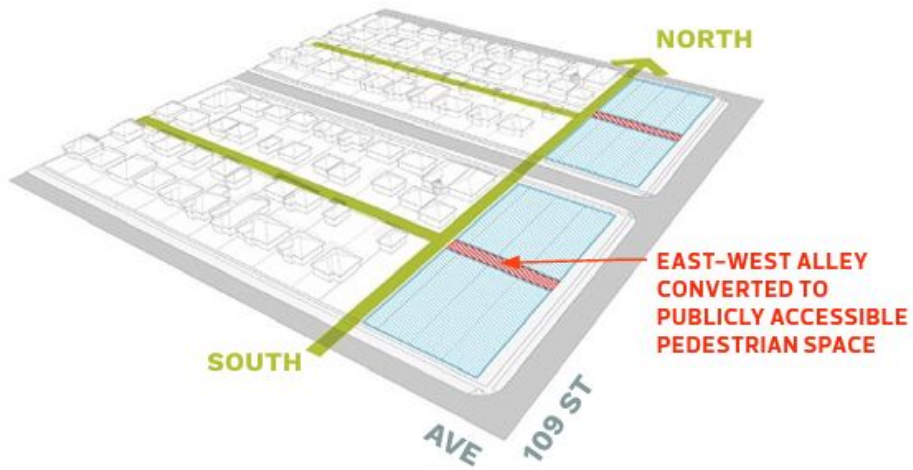 NORTH
EAST–WEST ALLEY
CONVERTED TO
PUBLICLY ACCESSIBLE
PEDESTRIAN SPACE
SOUTH
AVE
109 ST